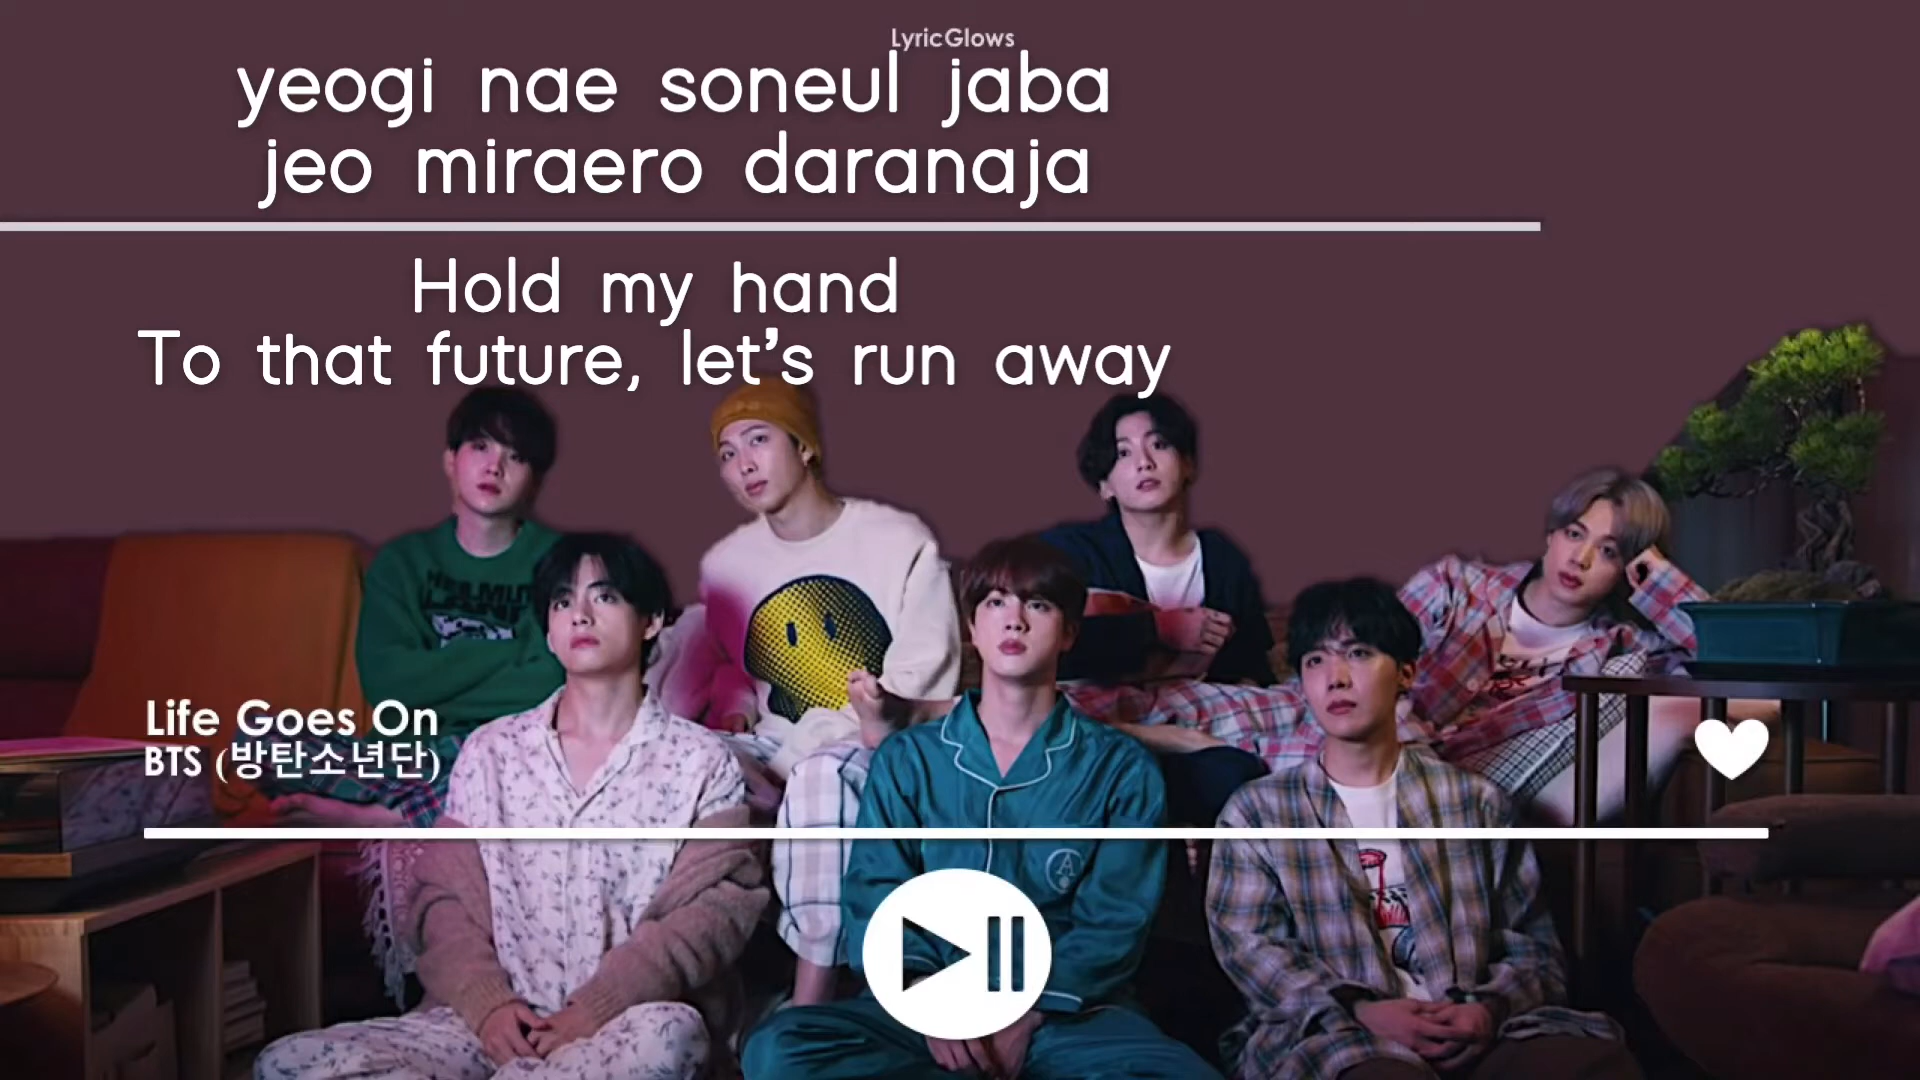 LyricGlows
yeogi nae soneul jaba
jeo miraero daranaja
Hold my hand
To that future, let's run away
Life Goes On
BTS (방탄소년단)
A